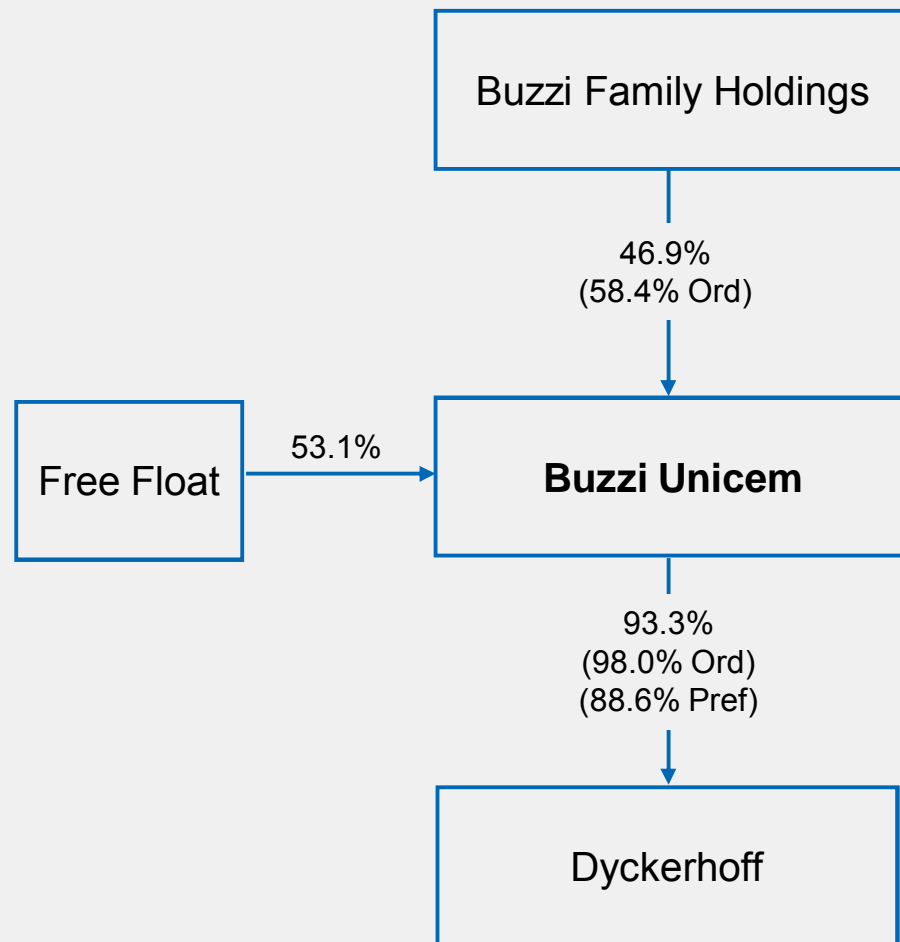 Buzzi Family Holdings
46.9%
(58.4% Ord)
53.1%
Free Float
Buzzi Unicem
93.3%
(98.0% Ord)
(88.6% Pref)
Dyckerhoff